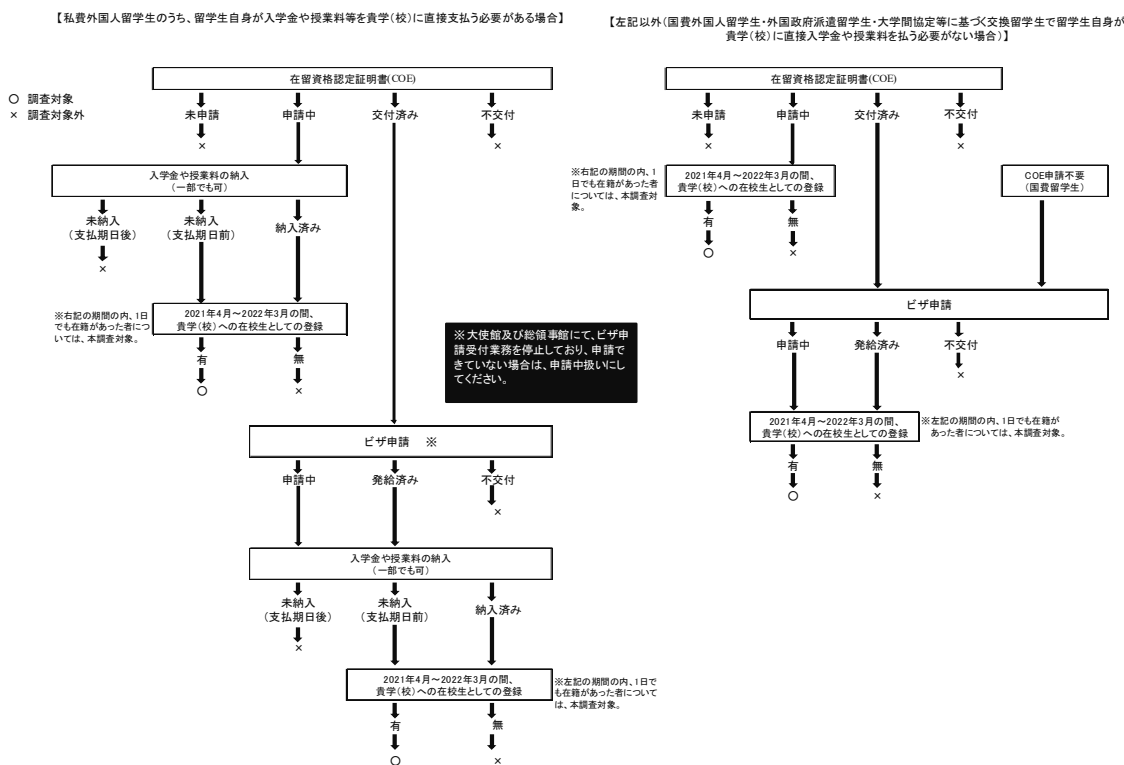 【私費外国人留学生のうち、留学生自身が入学金や授業料等を貴学(校)に直接支払う必要がある場合】
○ 調査対象
× 調査対象外
在留資格認定証明書(COE)
未申請 申請中 交付済み 不交付
× ×
入学金や授業料の納入
(一部でも可)
未納入
(支払期日後)
未納入
(支払期日前)
納入済み
×
※右記の期間の内、1日
でも在籍があった者につ
いては、本調査対象。
2021年4月～2022年3月の間、
貴学(校)への在校生としての登録
有 無
○ ×
※大使館及び総領事館にて、ビザ申
請受付業務を停止しており、申請で
きていない場合は、申請中扱いに
してください。
ビザ申請 ※
申請中 発給済み 不交付
×
入学金や授業料の納入
(一部でも可)
未納入
(支払期日後)
未納入
(支払期日前)
納入済み
×
2021年4月～2022年3月の間、
貴学(校)への在校生としての登録
※左記の期間の内、1日で
も在籍があった者について
は、本調査対象。
有 無
○ ×
【左記以外(国費外国人留学生・外国政府派遣留学生・大学間協定等に基づく交換留学生で留学生自身が
貴学(校)に直接入学金や授業料を払う必要がない場合)】
在留資格認定証明書(COE)
未申請 申請中 交付済み 不交付
× ×
※右記の期間の内、1
日でも在籍があった者
については、本調査対
象。
2021年4月～2022年3月の間、
貴学(校)への在校生としての登録
有 無
○ ×
COE申請不要
(国費留学生)
ビザ申請
申請中 発給済み 不交付
×
2021年4月～2022年3月の間、
貴学(校)への在校生としての登録
※左記の期間の内、1日でも在籍が
あった者については、本調査対象。
有 無
○ ×